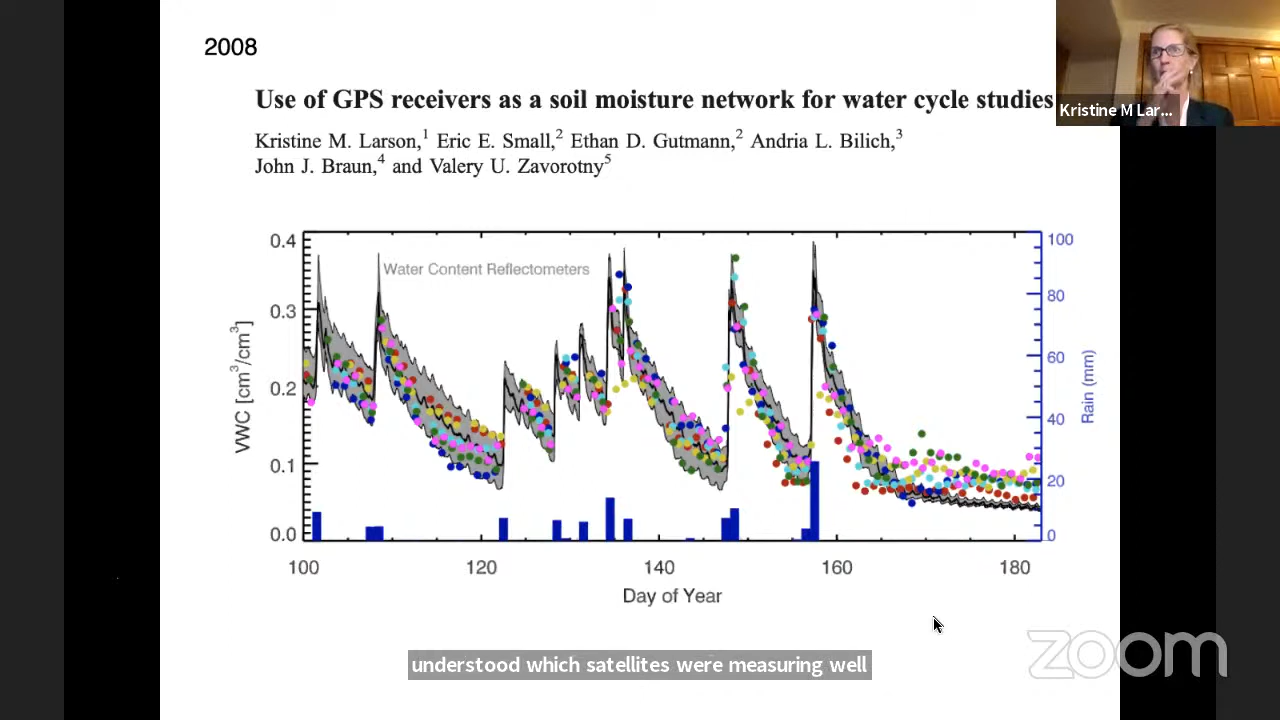 2008
Use of GPS receivers as a soil moisture network for water cycle studies
Kristine M. Larson,1 Eric E. Small,2 Ethan D. Gutmann,2 Andria L. Bilich,3
John J. Braun,4 and Valery U. Zavorotny5
Kristine M Lar...
Water Content Reflectometers
VWC [cm3/cm3]
0.4
0.3
0.2
0.1
0.0
100
80
60
40
20
0
Rain (mm)
100 120 140 160 180
Day of Year
understood which satellites were measuring well
zoom